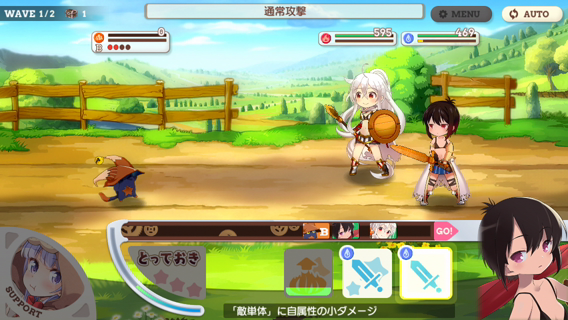 WAVE 1/2 1
通常攻撃
MENU
AUTO
0
B
595
469
B
GO!
とっておき
SUPPORT
「敵単体」に自属性の小ダメージ